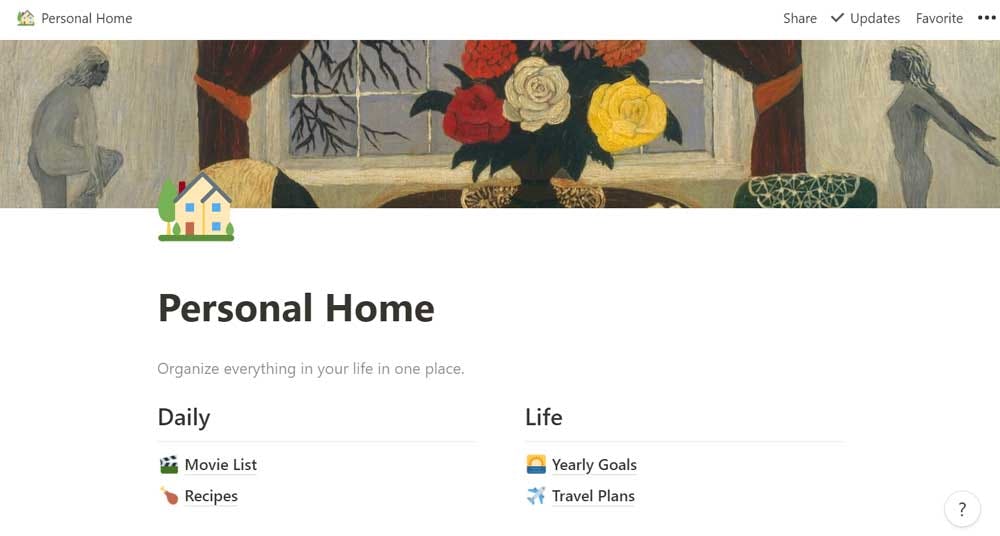 Personal Home
Share Updates Favorite
Personal Home
Organize everything in your life in one place.
Daily
Movie List
Recipes
Life
Yearly Goals
Travel Plans
?